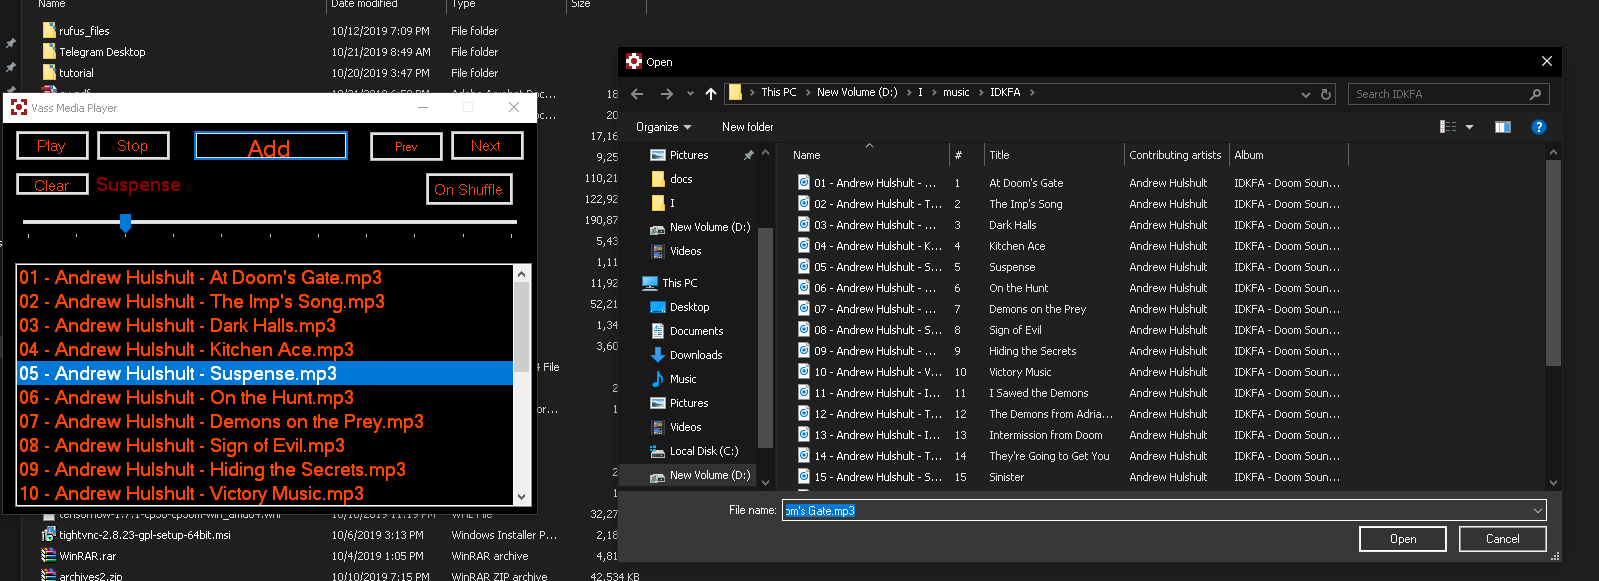 Name Date modified Type Size
rufus_files 10/12/2019 7:09 PM File folder
Telegram Desktop 10/21/2019 8:49 AM File folder
tutorial 10/20/2019 3:47 PM File folder
Vass Media Player
Play Stop Add Prev Next
Clear Suspense On Shuffle
01 - Andrew Hulshult - At Doom's Gate.mp3
02 - Andrew Hulshult - The Imp's Song.mp3
03 - Andrew Hulshult - Dark Halls.mp3
04 - Andrew Hulshult - Kitchen Ace.mp3
05 - Andrew Hulshult - Suspense.mp3
06 - Andrew Hulshult - On the Hunt.mp3
07 - Andrew Hulshult - Demons on the Prey.mp3
08 - Andrew Hulshult - Sign of Evil.mp3
09 - Andrew Hulshult - Hiding the Secrets.mp3
10 - Andrew Hulshult - Victory Music.mp3
18
20
17,16
9,25
110,21
122,92
190,87
5,43
1,11
11,92
52,21
1,34
3,60
4 File
2
1
2
1
32,27
tightvnc-2.8.23-gpl-setup-64bit.msi 10/6/2019 3:13 PM Windows Installer P... 2,18
WinRAR.rar 10/4/2019 1:05 PM WinRAR archive 4,81
archives2.zip 10/10/2019 7:15 PM WinRAR ZIP archive 42,534 KB
Open
This PC > New Volume (D:) > I > music > IDKFA >
Search IDKFA
Organize New folder
Pictures
docs
I
New Volume (D:)
Videos
This PC
Desktop
Documents
Downloads
Music
Pictures
Videos
Local Disk (C:)
New Volume (D:)
Name # Title Contributing artists Album
01 - Andrew Hulshult - ... 1 At Doom's Gate Andrew Hulshult IDKFA - Doom Soun...
02 - Andrew Hulshult - T... 2 The Imp's Song Andrew Hulshult IDKFA - Doom Soun...
03 - Andrew Hulshult - ... 3 Dark Halls Andrew Hulshult IDKFA - Doom Soun...
04 - Andrew Hulshult - K... 4 Kitchen Ace Andrew Hulshult IDKFA - Doom Soun...
05 - Andrew Hulshult - S... 5 Suspense Andrew Hulshult IDKFA - Doom Soun...
06 - Andrew Hulshult - ... 6 On the Hunt Andrew Hulshult IDKFA - Doom Soun...
07 - Andrew Hulshult - ... 7 Demons on the Prey Andrew Hulshult IDKFA - Doom Soun...
08 - Andrew Hulshult - S... 8 Sign of Evil Andrew Hulshult IDKFA - Doom Soun...
09 - Andrew Hulshult - ... 9 Hiding the Secrets Andrew Hulshult IDKFA - Doom Soun...
10 - Andrew Hulshult - V... 10 Victory Music Andrew Hulshult IDKFA - Doom Soun...
11 - Andrew Hulshult - I... 11 I Sawed the Demons Andrew Hulshult IDKFA - Doom Soun...
12 - Andrew Hulshult - T... 12 The Demons from Adria... Andrew Hulshult IDKFA - Doom Soun...
13 - Andrew Hulshult - I... 13 Intermission from Doom Andrew Hulshult IDKFA - Doom Soun...
14 - Andrew Hulshult - ... 14 They're Going to Get You Andrew Hulshult IDKFA - Doom Soun...
15 - Andrew Hulshult - S... 15 Sinister Andrew Hulshult IDKFA - Doom Soun...
File name: om's Gate.mp3
Open Cancel